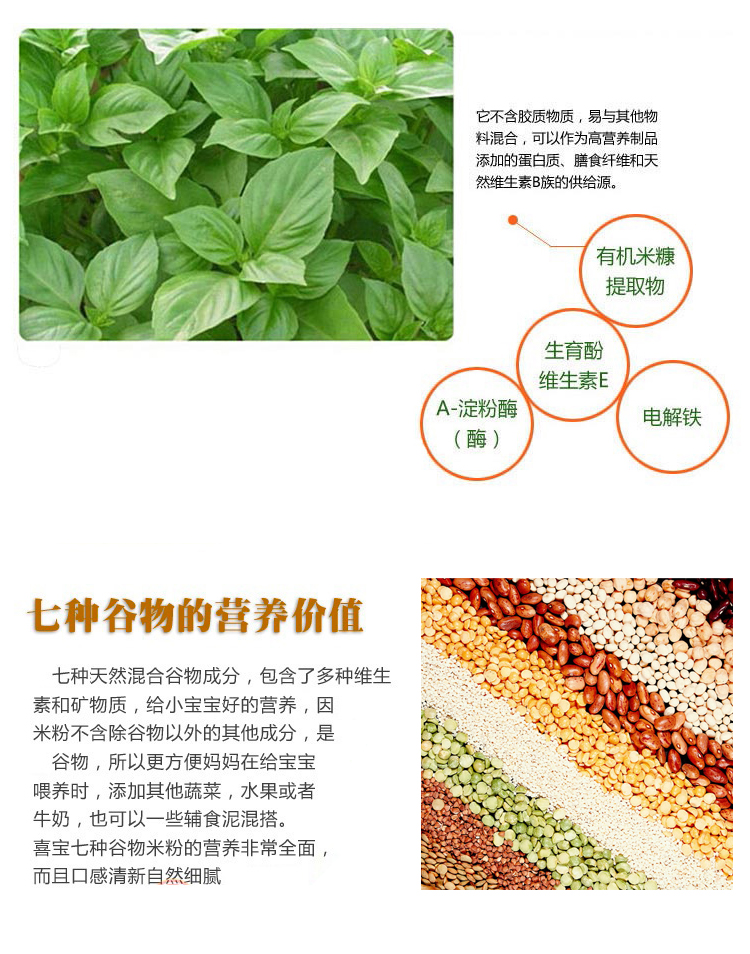 它不含胶质物质，易与其他物
料混合，可以作为高营养制品
添加的蛋白质、膳食纤维和天
然维生素B族的供给源。
有机米糠
提取物
生育酚
维生素E
A-淀粉酶
（酶）
电解铁
七种谷物的营养价值
七种天然混合谷物成分，包含了多种维生
素和矿物质，给小宝宝好的营养，因
米粉不含除谷物以外的其他成分，是
谷物，所以更方便妈妈在给宝宝
喂养时，添加其他蔬菜，水果或者
牛奶，也可以一些辅食泥混搭。
喜宝七种谷物米粉的营养非常全面，
而且口感清新自然细腻